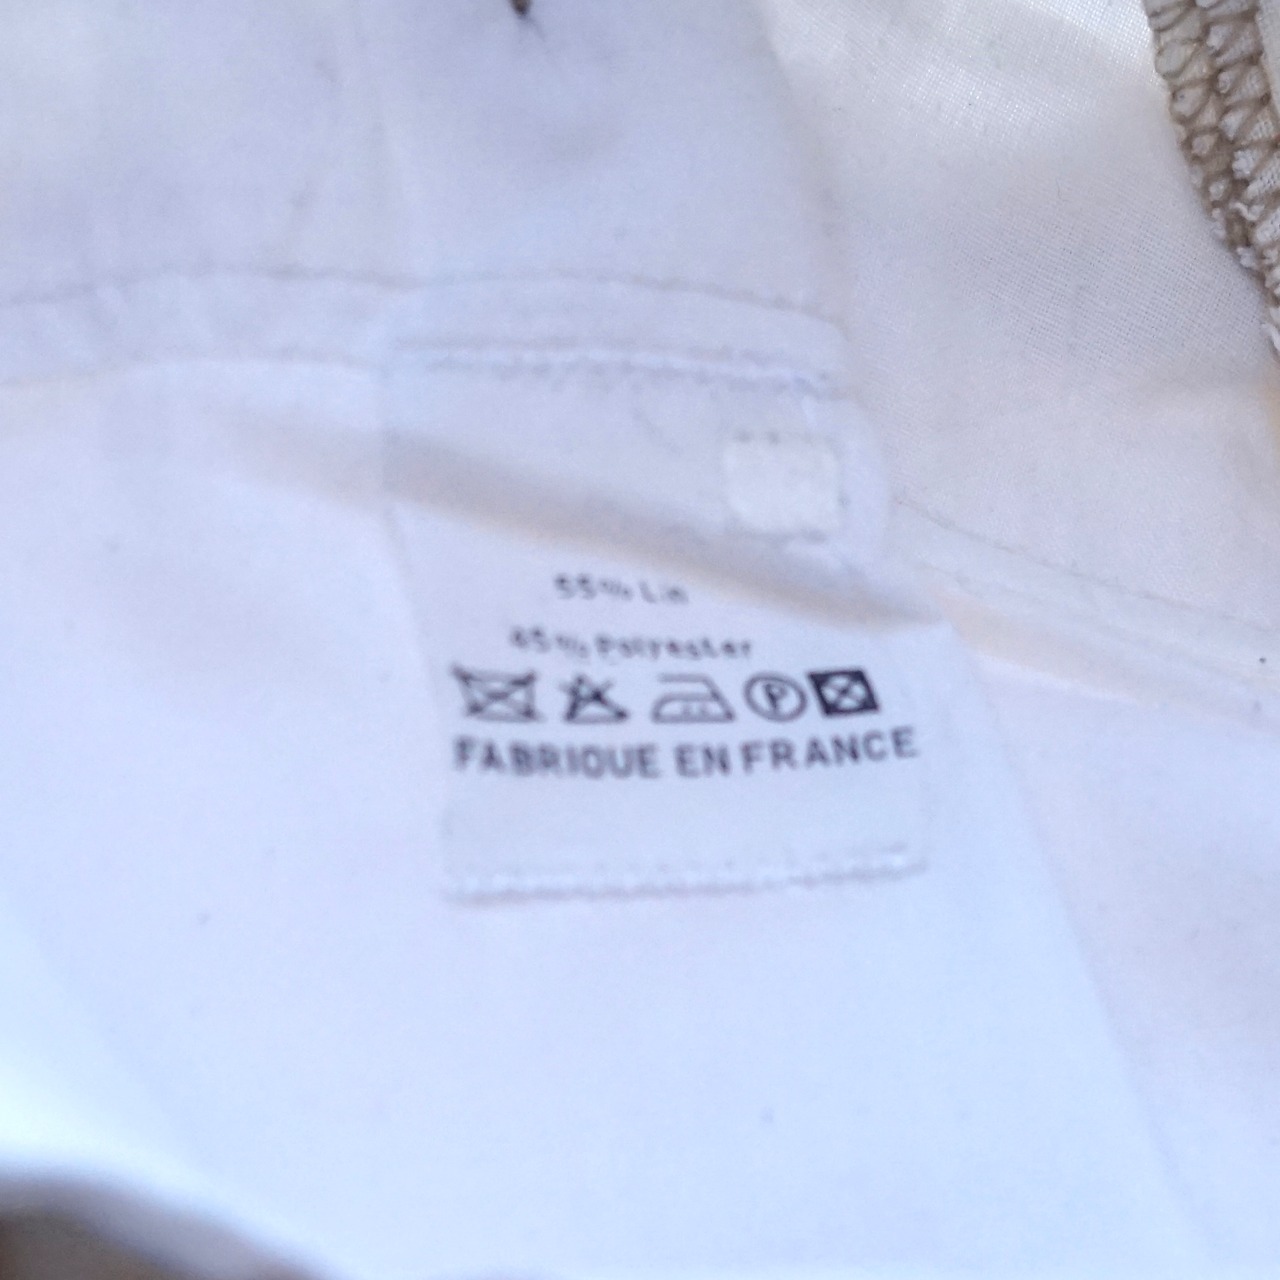 55% Lin
45% Polyester
P
FABRIQUE EN FRANCE